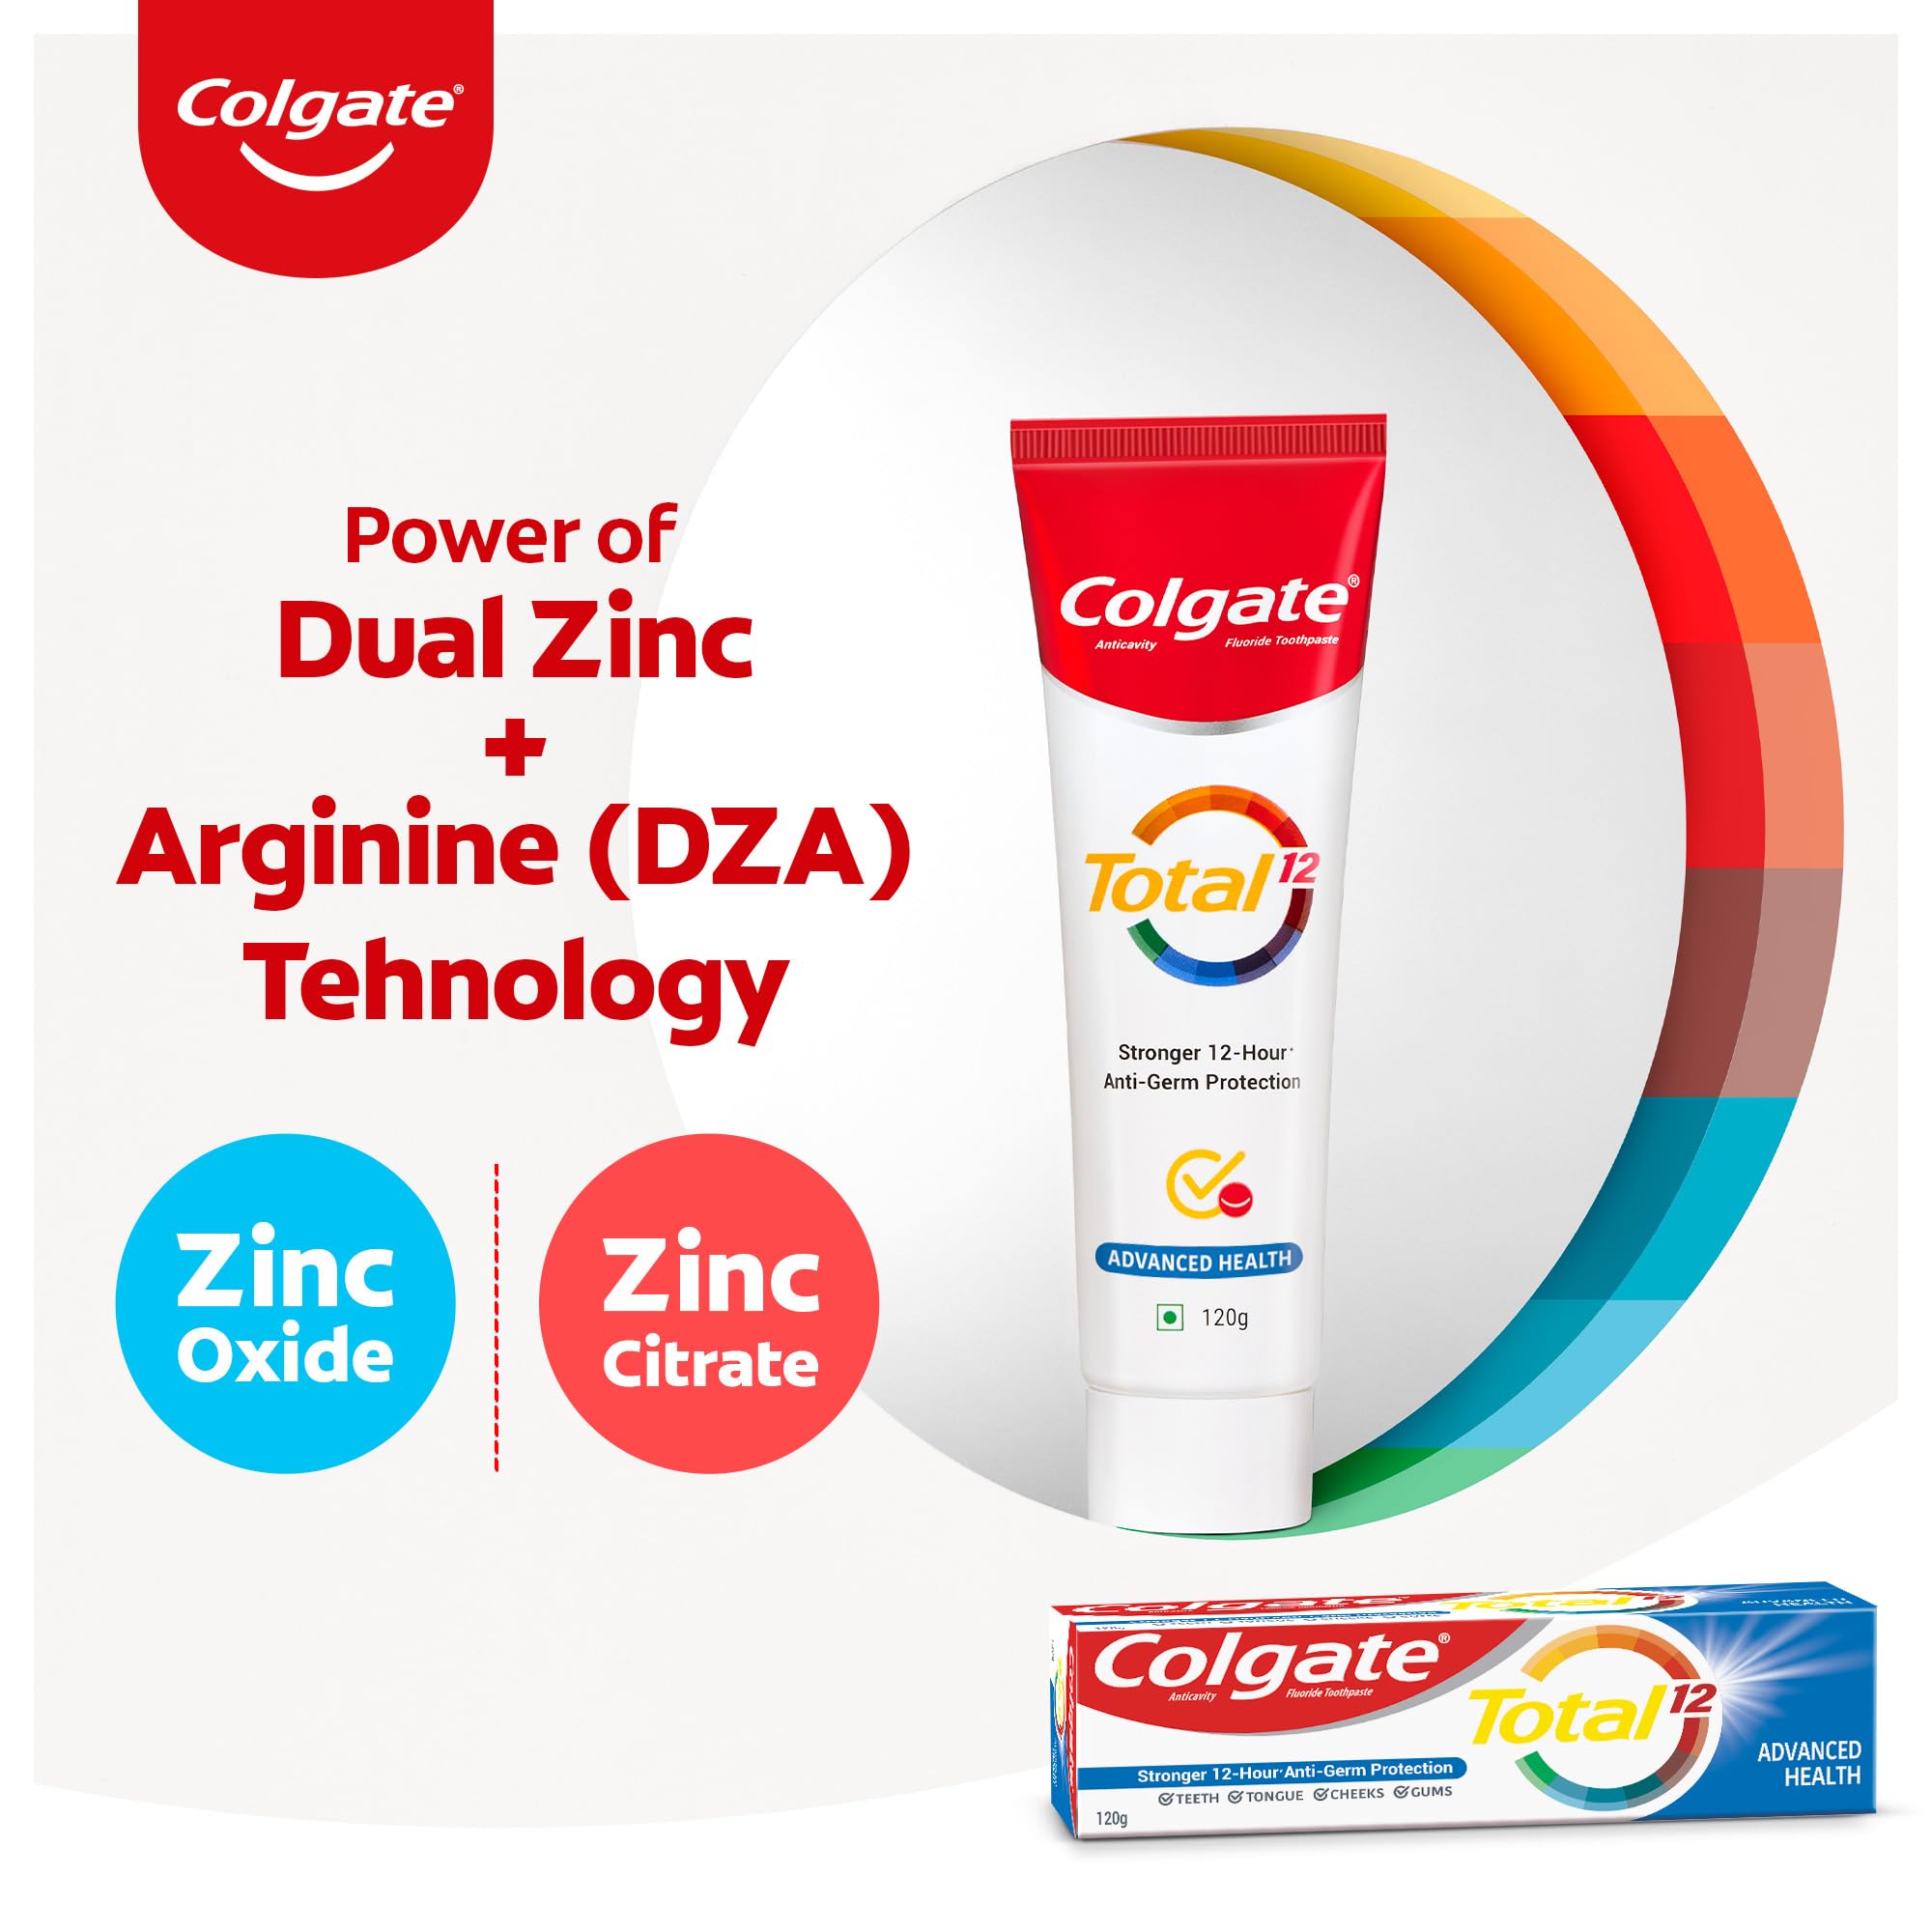 Colgate®
Power of
Dual Zinc
+
Arginine (DZA)
Tehnology
Zinc
Oxide
Zinc
Citrate
Colgate®
Anticavity Fluoride Toothpaste
Total 12
Stronger 12-Hour*
Anti-Germ Protection
ADVANCED HEALTH
120g
Colgate®
Anticavity Fluoride Toothpaste
Total 12
Stronger 12-Hour* Anti-Germ Protection
TEETH TONGUE CHEEKS GUMS
ADVANCED
HEALTH
120g